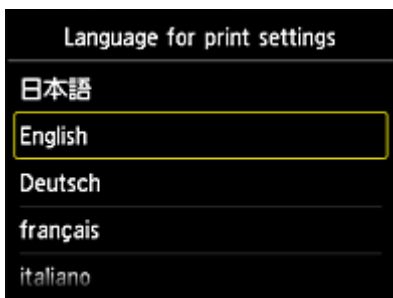 Language for print settings
日本語
English
Deutsch
français
italiano